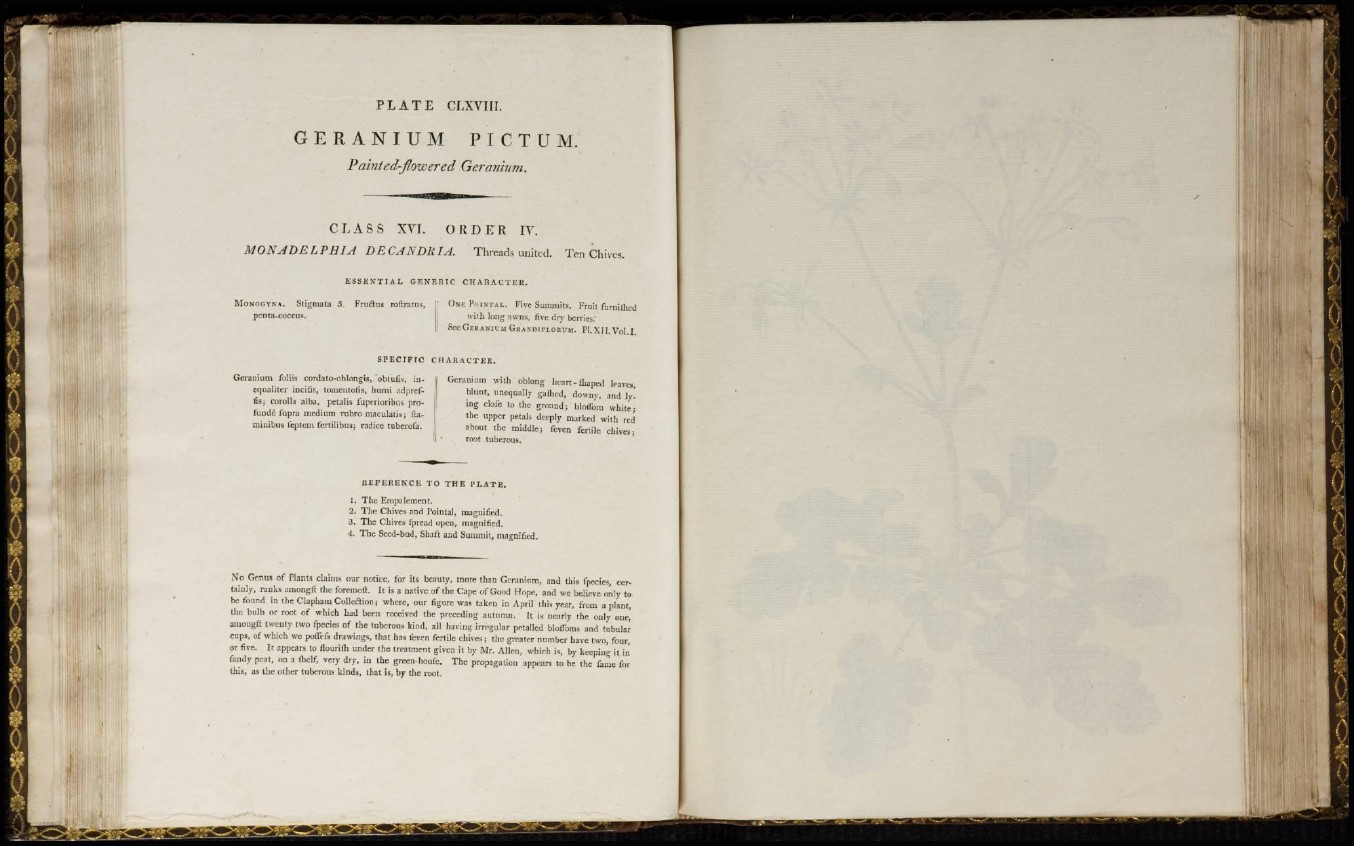 PLATE CLXVIII.
GERANIUM PICTUM.
Painted-flowered Geranium.
CLASS XVI. ORDER IV.
MONADELPHIA DECANDRIA. Threads united. Ten Chives.
ESSENTIAL GENERIC CHARACTER.
Monogyna. Stigmata 5. Fructus roſtratus,
penta-coccus.
One Pointal. Five Summits. Fruit furniſhed
with long awns, five dry berries.
See Geranium Grandiflorum. Pl. XII. Vol. I.
SPECIFIC CHARACTER.
Geranium foliis cordato-oblongis, obtuſis, in-
equaliter inciſis, tomentoſis, humi adpreſ-
ſis; corolla alba, petalis ſuperioribus pro-
fundè ſupra medium rubro maculatis; ſta-
minibus ſeptem fertilibus; radice tuberoſa.
Geranium with oblong heart-ſhaped leaves,
blunt, unequally gaſhed, downy, and ly-
ing cloſe to the ground; bloſſom white;
the upper petals deeply marked with red
about the middle; ſeven fertile chives;
root tuberous.
REFERENCE TO THE PLATE.
1. The Empalement.
2. The Chives and Pointal, magnified.
3. The Chives ſpread open, magnified.
4. The Seed-bud, Shaft and Summit, magnified.
No Genus of Plants claims our notice, for its beauty, more than Geranium, and this ſpecies, cer-
tainly, ranks amongſt the foremoſt. It is a native of the Cape of Good Hope, and we believe only to
be found in the Clapham Collection; where, our figure was taken in April this year, from a plant,
the bulb or root of which had been received the preceding autumn. It is nearly the only one,
amongſt twenty two ſpecies of the tuberous kind, all having irregular petalled bloſſoms and tubular
cups, of which we poſſeſs drawings, that has ſeven fertile chives; the greater number have two, four,
or five. It appears to flouriſh under the treatment given it by Mr. Allen, which is, by keeping it in
ſandy peat, on a ſhelf, very dry, in the green-houſe. The propagation appears to be the ſame for
this, as the other tuberous kinds, that is, by the root.